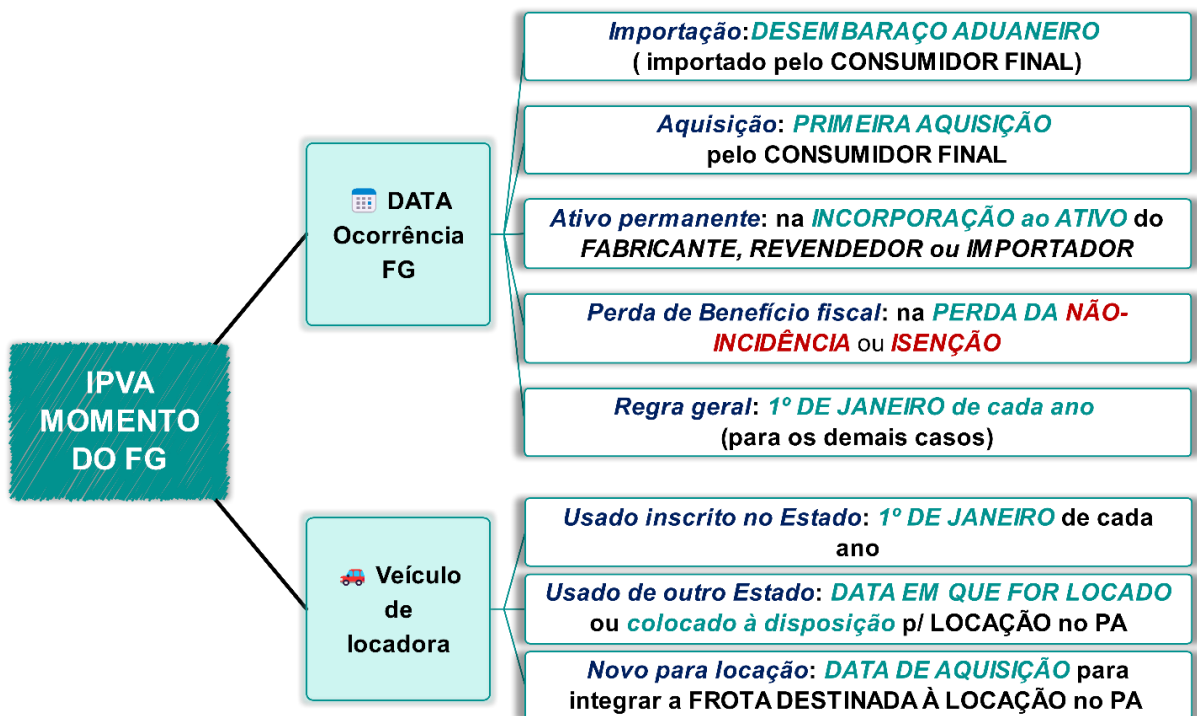 IPVA
MOMENTO
DO FG
DATA
Ocorrência
FG
Importação:DESEMBARAÇO ADUANEIRO
( importado pelo CONSUMIDOR FINAL)
Aquisição: PRIMEIRA AQUISIÇÃO
pelo CONSUMIDOR FINAL
Ativo permanente: na INCORPORAÇÃO ao ATIVO do
FABRICANTE, REVENDEDOR ou IMPORTADOR
Perda de Benefício fiscal: na PERDA DA NÃO-
INCIDÊNCIA ou ISENÇÃO
Regra geral: 1º DE JANEIRO de cada ano
(para os demais casos)
Veículo
de
locadora
Usado inscrito no Estado: 1º DE JANEIRO de cada
ano
Usado de outro Estado: DATA EM QUE FOR LOCADO
ou colocado à disposição p/ LOCAÇÃO no PA
Novo para locação: DATA DE AQUISIÇÃO para
integrar a FROTA DESTINADA À LOCAÇÃO no PA